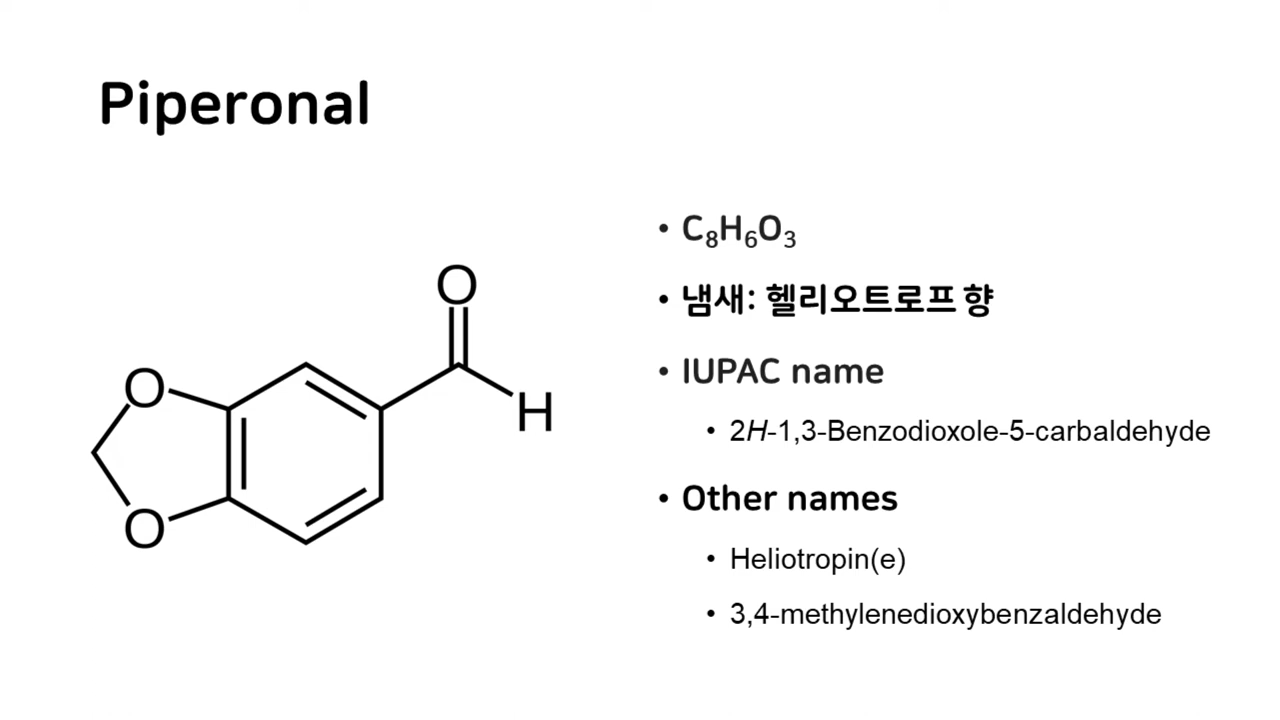 Piperonal
O
H
O
O
• C₈H₆O₃
• 냄새: 헬리오트로프 향
• IUPAC name
• 2H-1,3-Benzodioxole-5-carbaldehyde
• Other names
• Heliotropin(e)
• 3,4-methylenedioxybenzaldehyde